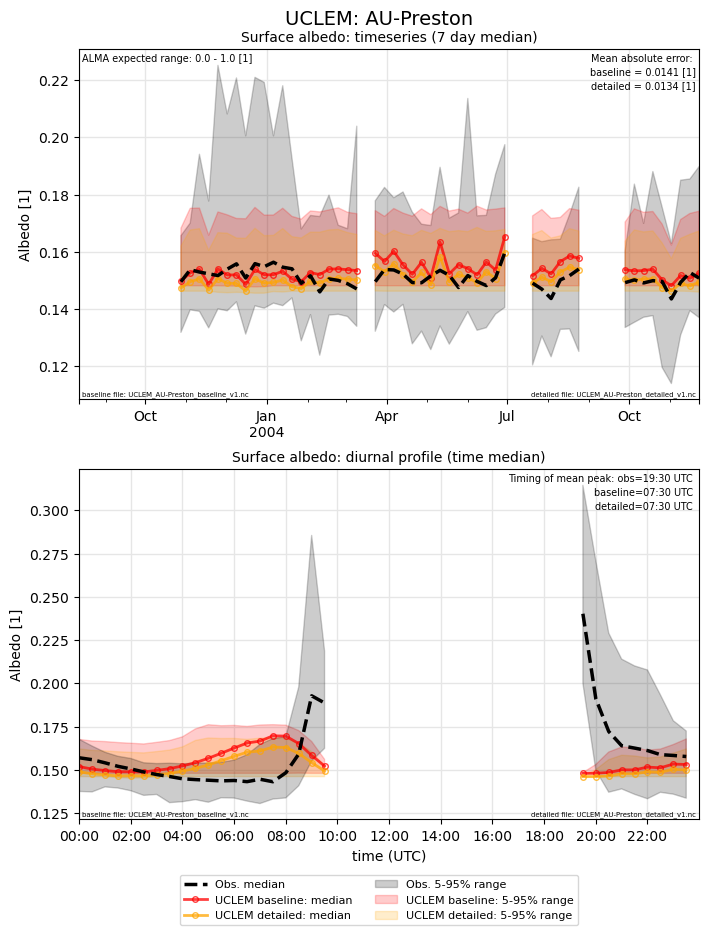 UCLEM: AU-Preston
Surface albedo: timeseries (7 day median)
ALMA expected range: 0.0 - 1.0 [1]
Mean absolute error:
baseline = 0.0141 [1]
detailed = 0.0134 [1]
Albedo [1]
0.22
0.20
0.18
0.16
0.14
0.12
baseline file: UCLEM_AU-Preston_baseline_v1.nc
detailed file: UCLEM_AU-Preston_detailed_v1.nc
Oct Jan Apr Jul Oct
2004
Surface albedo: diurnal profile (time median)
Timing of mean peak: obs=19:30 UTC
baseline=07:30 UTC
detailed=07:30 UTC
Albedo [1]
0.300
0.275
0.250
0.225
0.200
0.175
0.150
0.125
baseline file: UCLEM_AU-Preston_baseline_v1.nc
detailed file: UCLEM_AU-Preston_detailed_v1.nc
00:00 02:00 04:00 06:00 08:00 10:00 12:00 14:00 16:00 18:00 20:00 22:00
time (UTC)
Obs. median
UCLEM baseline: median
UCLEM detailed: median
Obs. 5-95% range
UCLEM baseline: 5-95% range
UCLEM detailed: 5-95% range